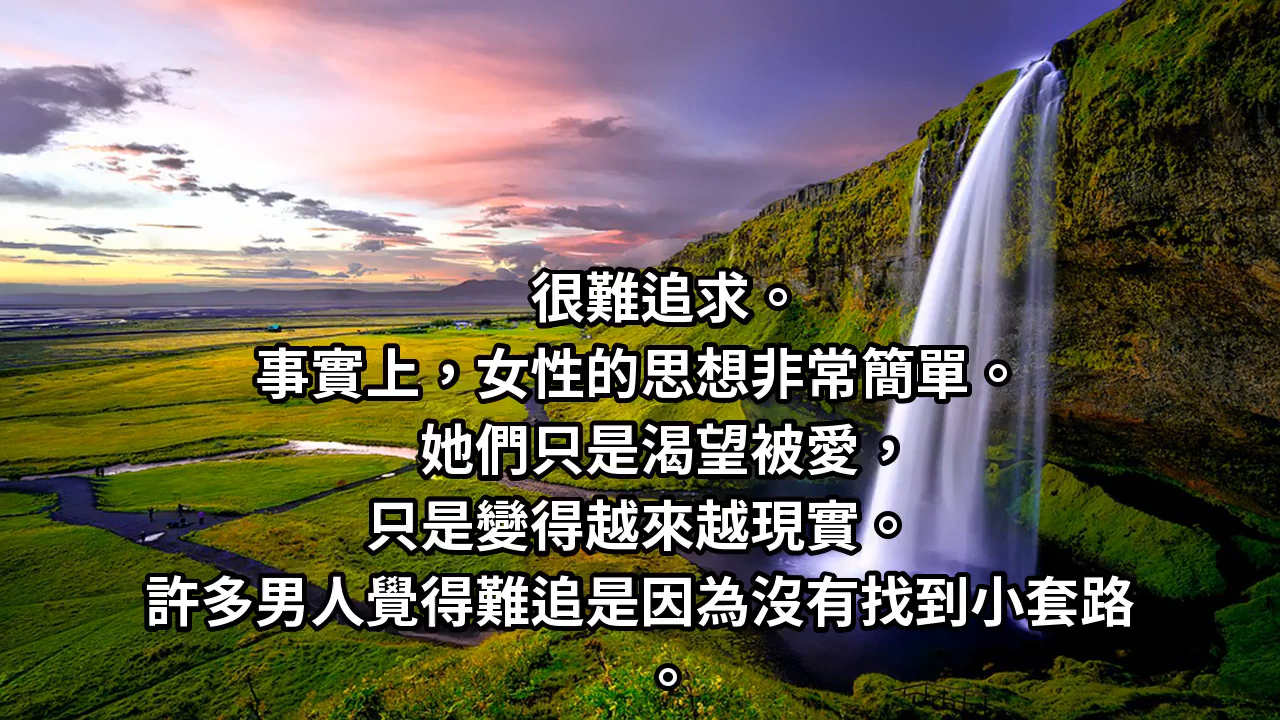 很難追求。
事實上，女性的思想非常簡單。
她們只是渴望被愛，
只是變得越來越現實。
許多男人覺得難追是因為沒有找到小套路
。